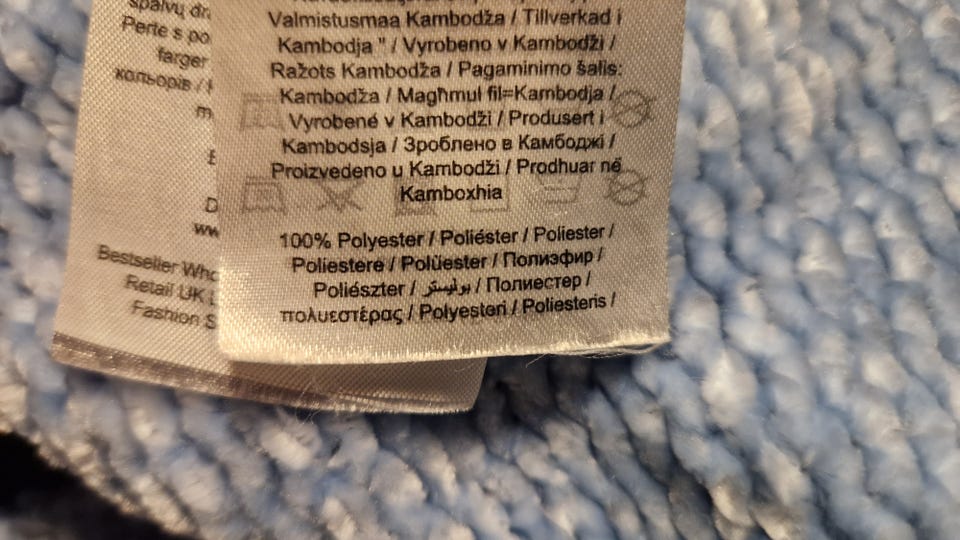 spalvų
Perte s po
farger
кольорів /
Bestseller
Retail UK
Fashion S
Valmistusmaa Kambodža / Tillverkad i
Kambodja " / Vyrobeno v Kambodži /
Ražots Kambodža / Pagaminimo šalis:
Kambodža / Magħmul fil=Kambodja /
Vyrobené v Kambodži / Produsert i
Kambodsja / Зроблено в Камбоджі /
Proizvedeno u Kambodži / Prodhuar në
Kamboxhia
100% Polyester / Poliéster / Poliester /
Poliestere / Polüester / Полиэфир /
Poliészter / بوليستر / Полиестер /
πολυεστέρας / Polyesteri / Poliesteris /